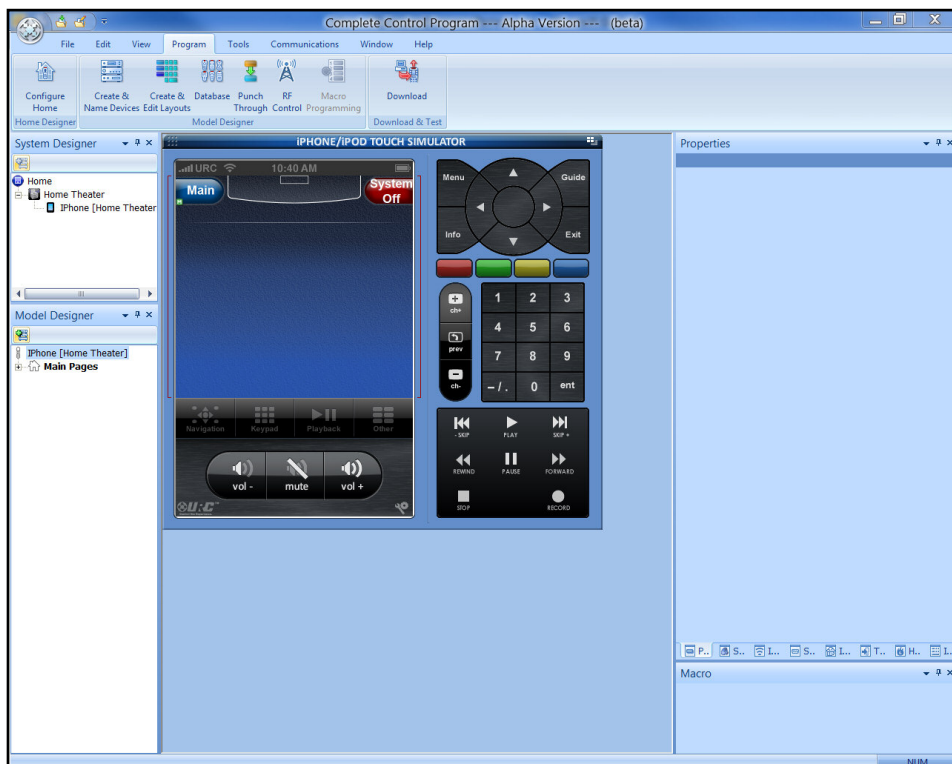 Complete Control Program --- Alpha Version --- (beta)
File Edit View Program Tools Communications Window Help
Configure Home
Create & Name Devices
Create & Edit Layouts
Database
Punch Through
RF Control
Macro Programming
Download
Home Designer
Model Designer
Download & Test
System Designer
Home
Home Theater
IPhone [Home Theater
Model Designer
IPhone [Home Theater]
Main Pages
iPHONE/iPOD TOUCH SIMULATOR
URC 10:40 AM
Main
System Off
Navigation Keypad Playback Other
vol - mute vol +
URC
Menu Guide
Info Exit
ch+
prev
ch-
1 2 3
4 5 6
7 8 9
– / . 0 ent
- SKIP PLAY SKIP +
REWIND PAUSE FORWARD
STOP RECORD
Properties
P.. S.. I... S.. I... T.. H.. I...
Macro
NUM